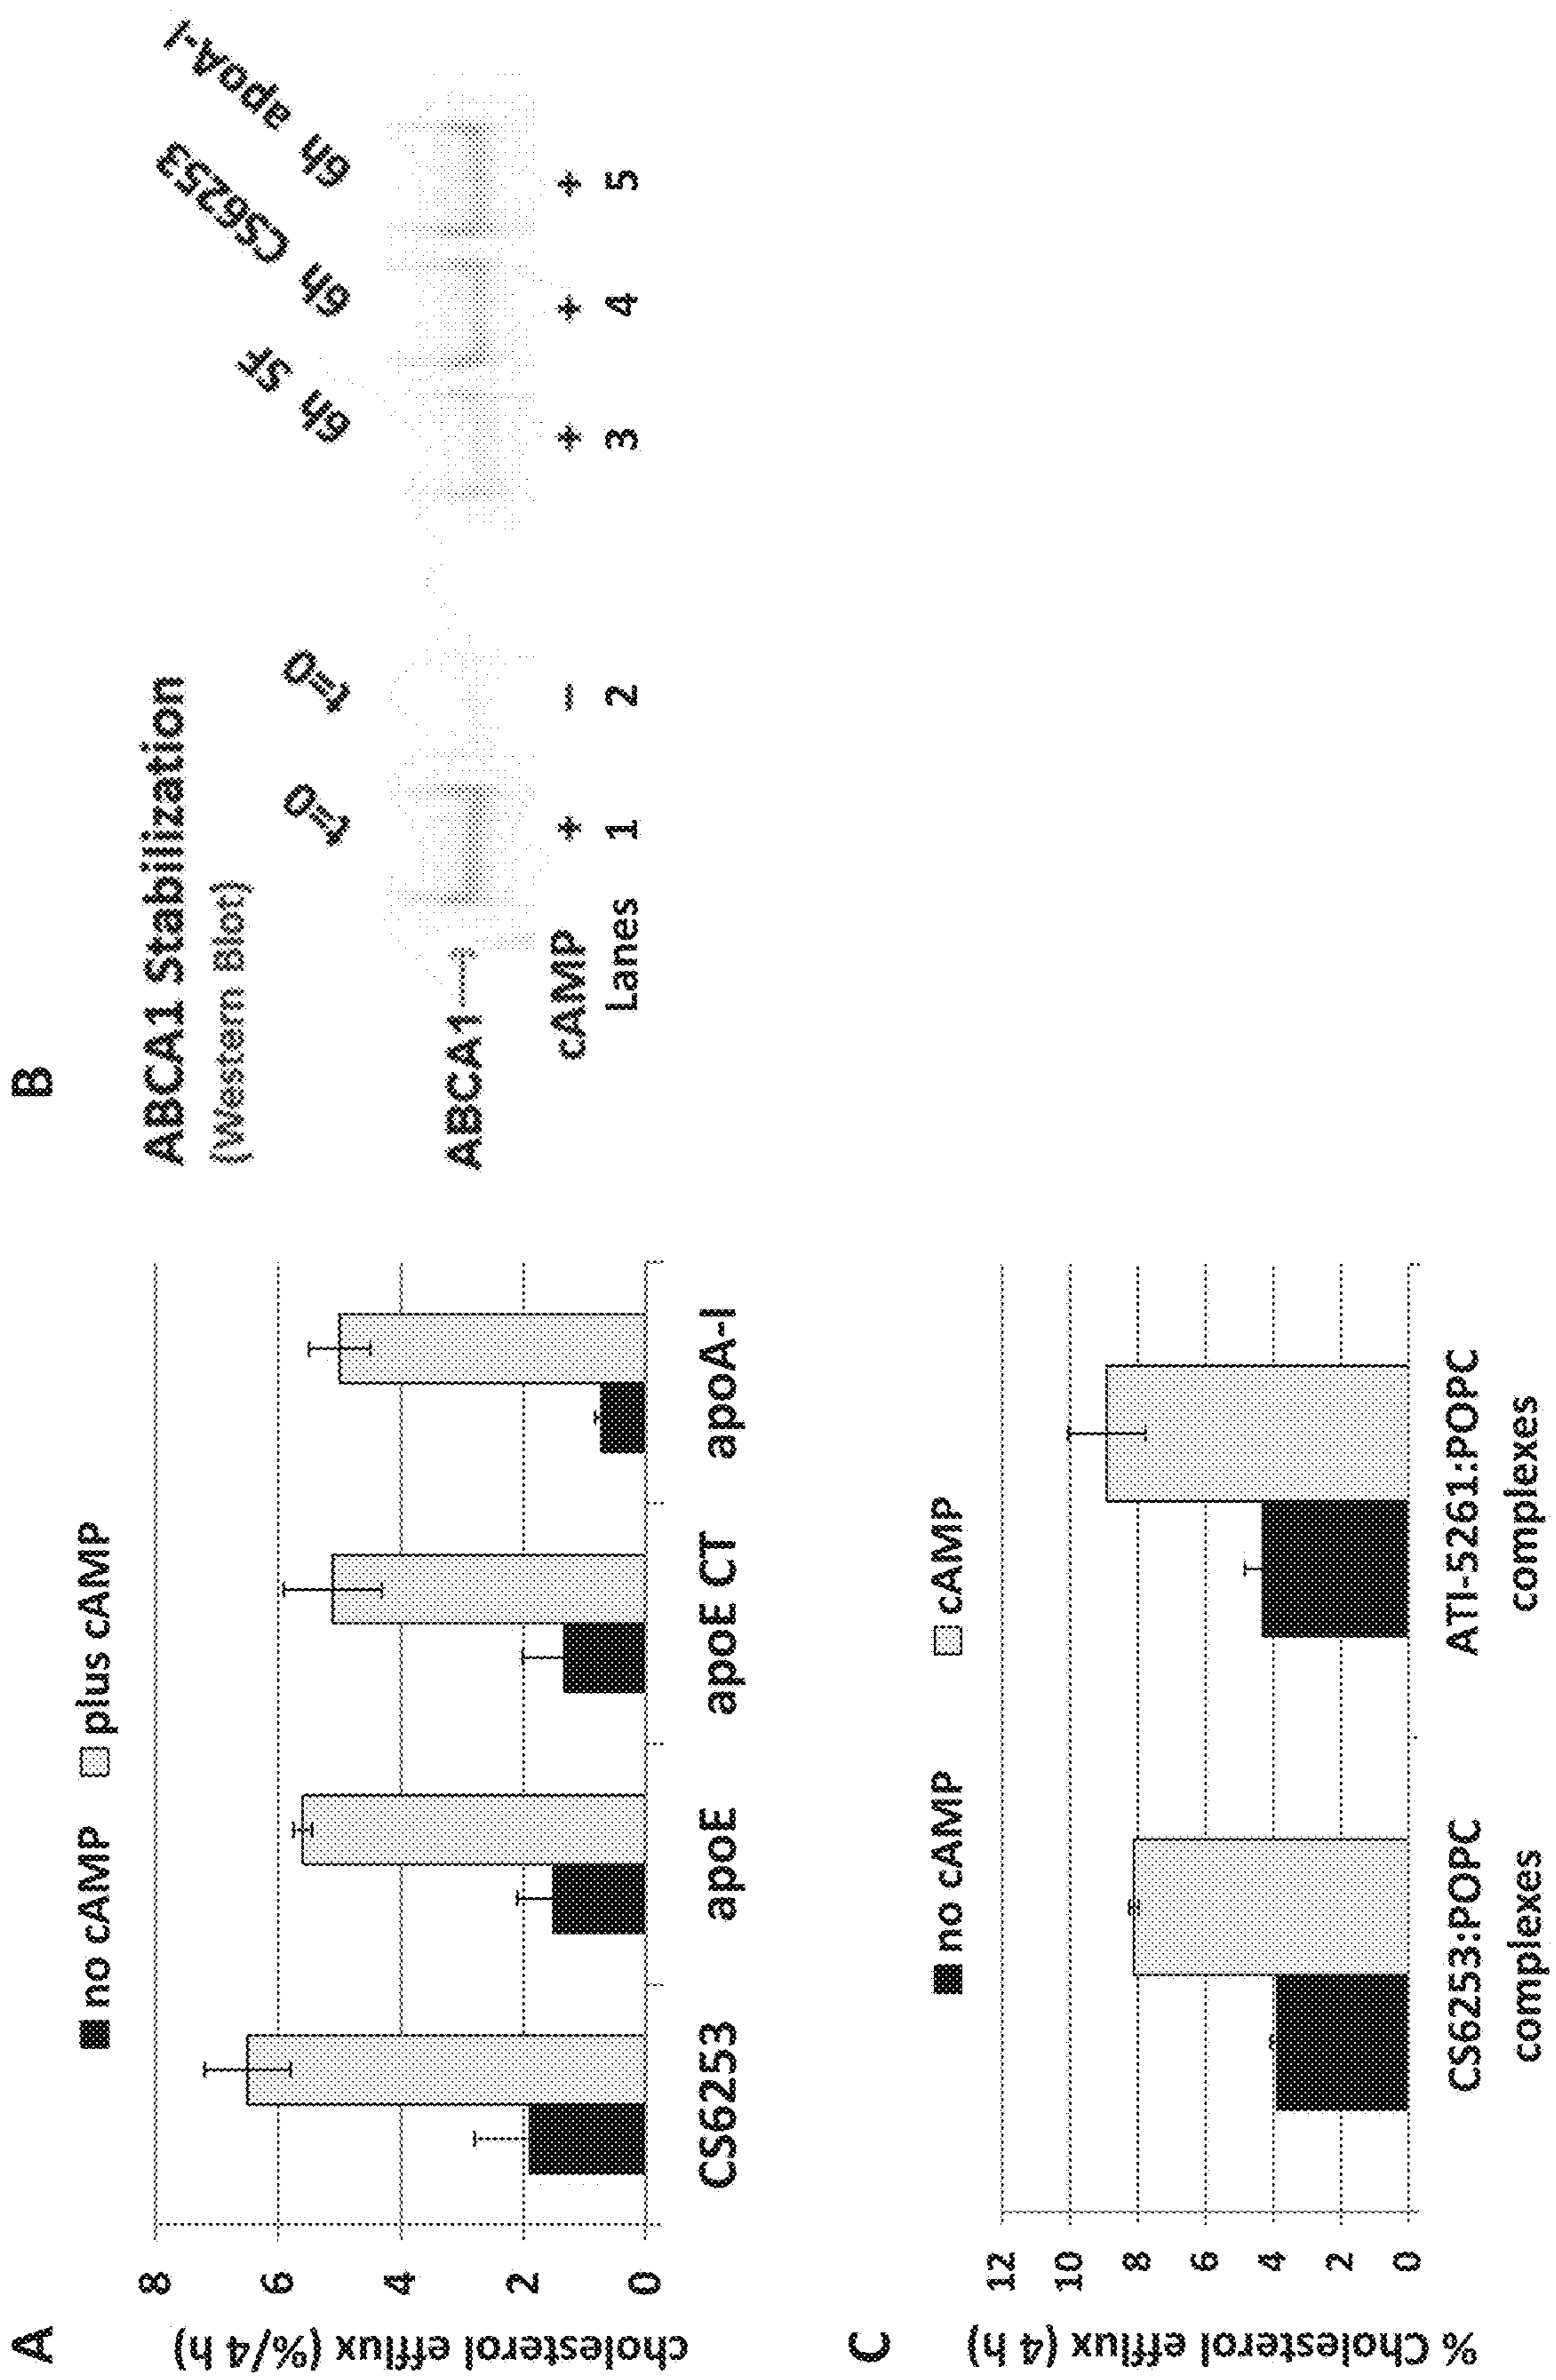 A
no cAMP plus cAMP
cholesterol efflux (%/4 h)
8
6
4
2
0
CS6253 apoE apoE CT apoA-I
B
ABCA1 Stabilization
(Western Blot)
T=0 T=0 6h SF 6h CS6253 6h apoA-I
ABCA1
cAMP + – + + +
Lanes 1 2 3 4 5
C
no cAMP cAMP
% Cholesterol efflux (4 h)
12
10
8
6
4
2
0
CS6253:POPC ATI-5261:POPC
complexes complexes